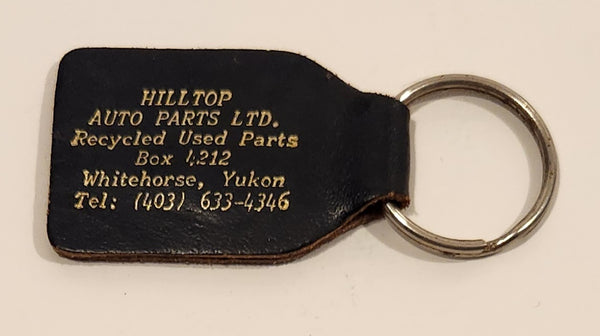 HILLTOP
AUTO PARTS LTD.
Recycled Used Parts
Box 4212
Whitehorse, Yukon
Tel: (403) 633-4346